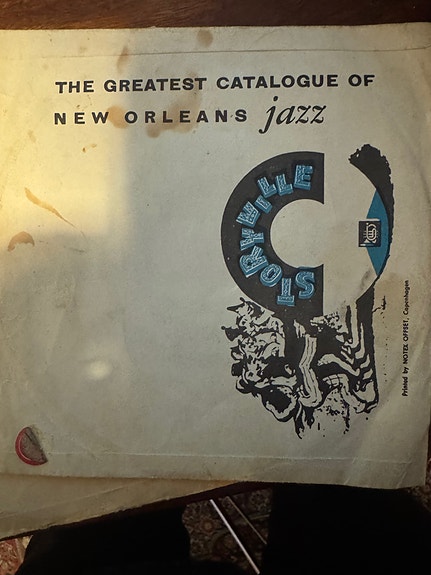 THE GREATEST CATALOGUE OF
NEW ORLEANS jazz
STORYVILLE
Printed by NOTEX OFFSET, Copenhagen